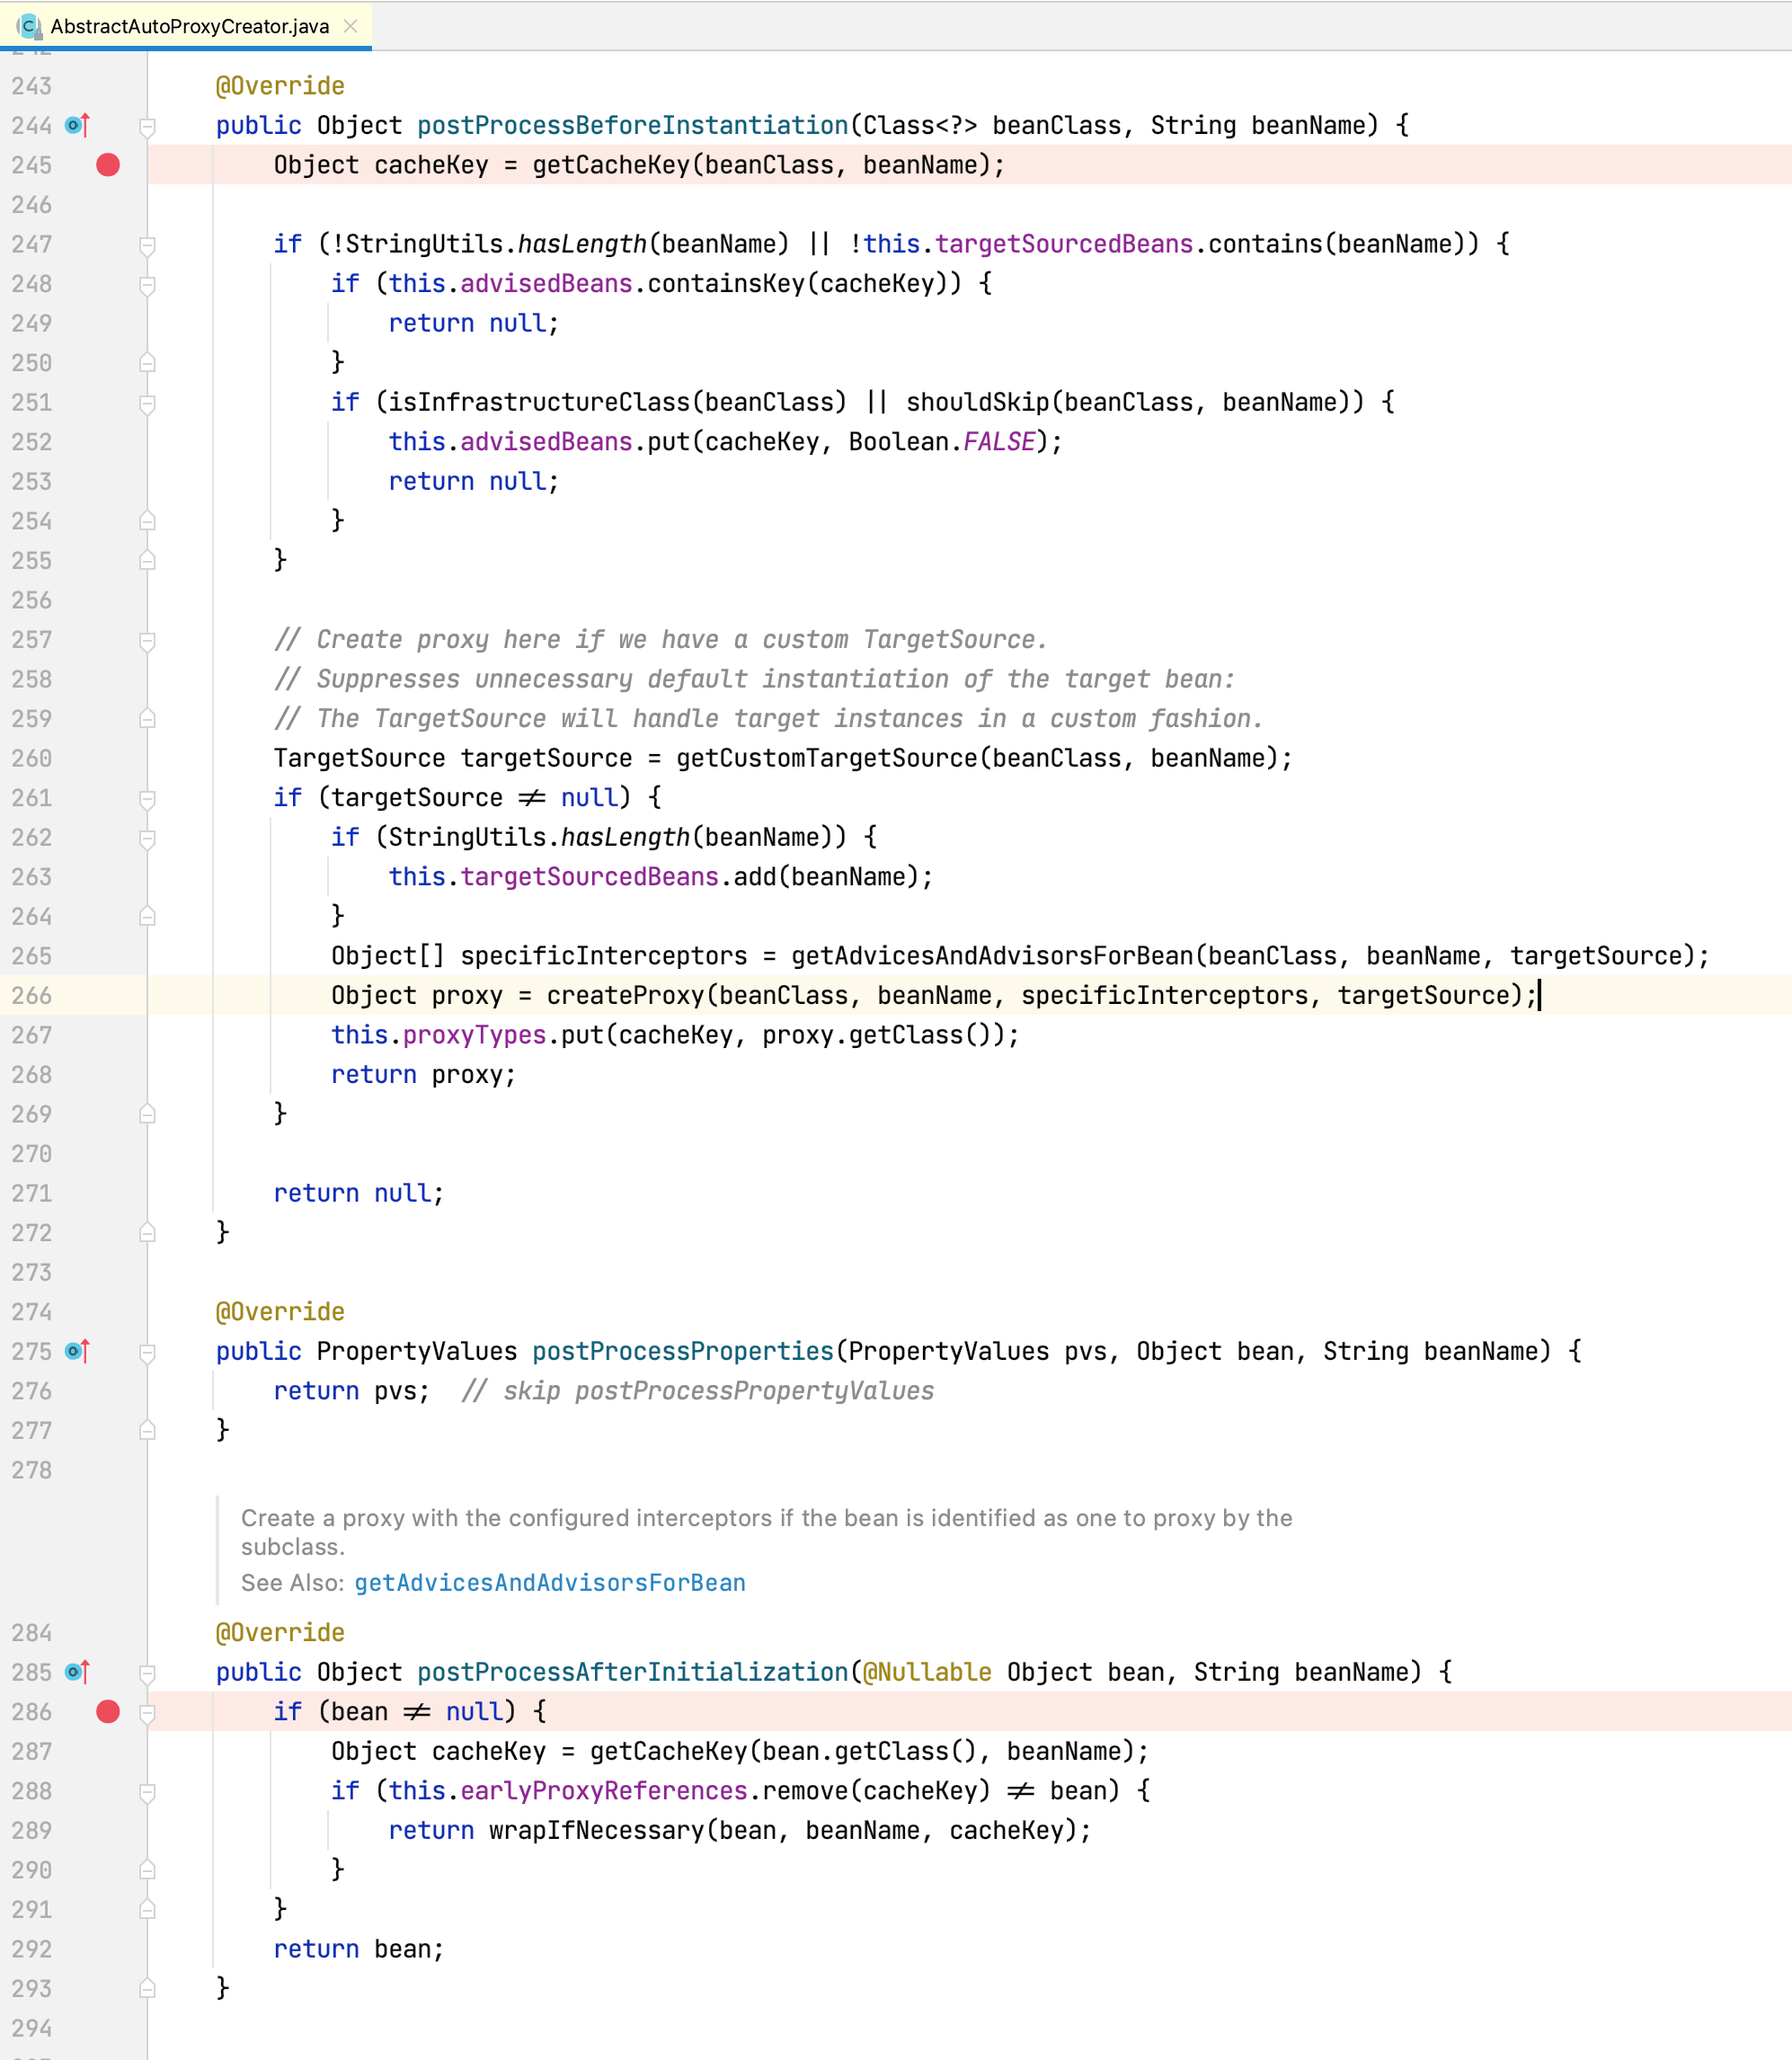 AbstractAutoProxyCreator.java
243 @Override
244 public Object postProcessBeforeInstantiation(Class<?> beanClass, String beanName) {
245 Object cacheKey = getCacheKey(beanClass, beanName);
246
247 if (!StringUtils.hasLength(beanName) || !this.targetSourcedBeans.contains(beanName)) {
248 if (this.advisedBeans.containsKey(cacheKey)) {
249 return null;
250 }
251 if (isInfrastructureClass(beanClass) || shouldSkip(beanClass, beanName)) {
252 this.advisedBeans.put(cacheKey, Boolean.FALSE);
253 return null;
254 }
255 }
256
257 // Create proxy here if we have a custom TargetSource.
258 // Suppresses unnecessary default instantiation of the target bean:
259 // The TargetSource will handle target instances in a custom fashion.
260 TargetSource targetSource = getCustomTargetSource(beanClass, beanName);
261 if (targetSource != null) {
262 if (StringUtils.hasLength(beanName)) {
263 this.targetSourcedBeans.add(beanName);
264 }
265 Object[] specificInterceptors = getAdvicesAndAdvisorsForBean(beanClass, beanName, targetSource);
266 Object proxy = createProxy(beanClass, beanName, specificInterceptors, targetSource);
267 this.proxyTypes.put(cacheKey, proxy.getClass());
268 return proxy;
269 }
270
271 return null;
272 }
273
274 @Override
275 public PropertyValues postProcessProperties(PropertyValues pvs, Object bean, String beanName) {
276 return pvs;  // skip postProcessPropertyValues
277 }
278
Create a proxy with the configured interceptors if the bean is identified as one to proxy by the
subclass.
See Also: getAdvicesAndAdvisorsForBean
284 @Override
285 public Object postProcessAfterInitialization(@Nullable Object bean, String beanName) {
286 if (bean != null) {
287 Object cacheKey = getCacheKey(bean.getClass(), beanName);
288 if (this.earlyProxyReferences.remove(cacheKey) != bean) {
289 return wrapIfNecessary(bean, beanName, cacheKey);
290 }
291 }
292 return bean;
293 }
294